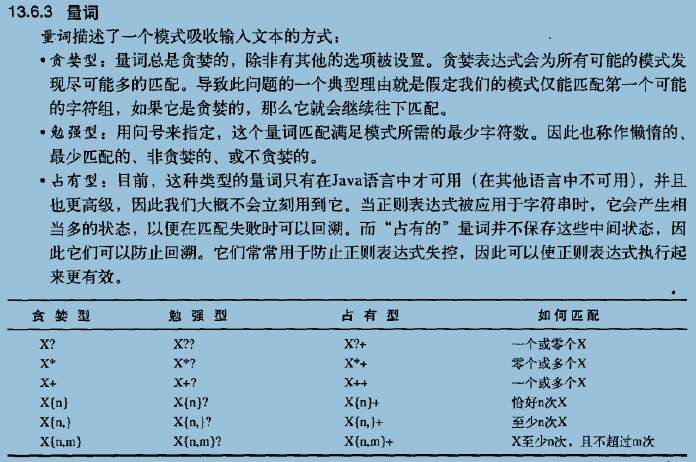 13.6.3 量词
量词描述了一个模式吸收输入文本的方式：
•贪婪型：量词总是贪婪的，除非有其他的选项被设置。贪婪表达式会为所有可能的模式发
现尽可能多的匹配。导致此问题的一个典型理由就是假定我们的模式仅能匹配第一个可能
的字符组，如果它是贪婪的，那么它就会继续往下匹配。
•勉强型：用问号来指定，这个量词匹配满足模式所需的最少字符数。因此也称作懒惰的、
最少匹配的、非贪婪的、或不贪婪的。
•占有型：目前，这种类型的量词只有在Java语言中才可用（在其他语言中不可用），并且
也更高级，因此我们大概不会立刻用到它。当正则表达式被应用于字符串时，它会产生相
当多的状态，以便在匹配失败时可以回溯。而“占有的”量词并不保存这些中间状态，因
此它们可以防止回溯。它们常常用于防止正则表达式失控，因此可以使正则表达式执行起
来更有效。
贪婪型 勉强型 占有型 如何匹配
X? X?? X?+ 一个或零个X
X* X*? X*+ 零个或多个X
X+ X+? X++ 一个或多个X
X{n} X{n}? X{n}+ 恰好n次X
X{n,} X{n,}? X{n,}+ 至少n次X
X{n,m} X{n,m}? X{n,m}+ X至少n次，且不超过m次